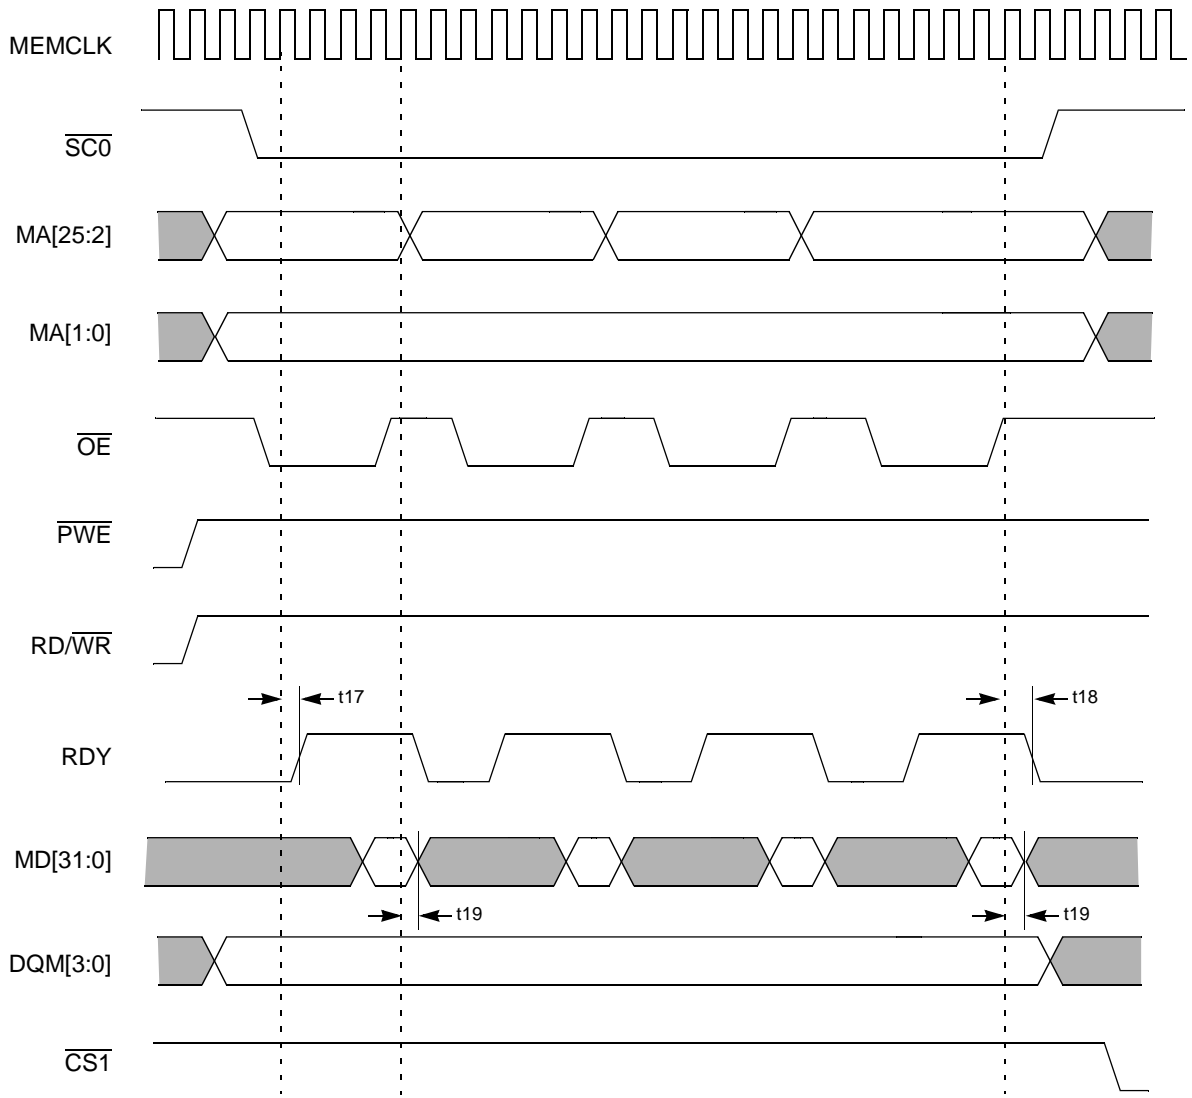 MEMCLK
SC0
MA[25:2]
MA[1:0]
OE
PWE
RD/WR
t17
t18
RDY
MD[31:0]
t19
t19
DQM[3:0]
CS1